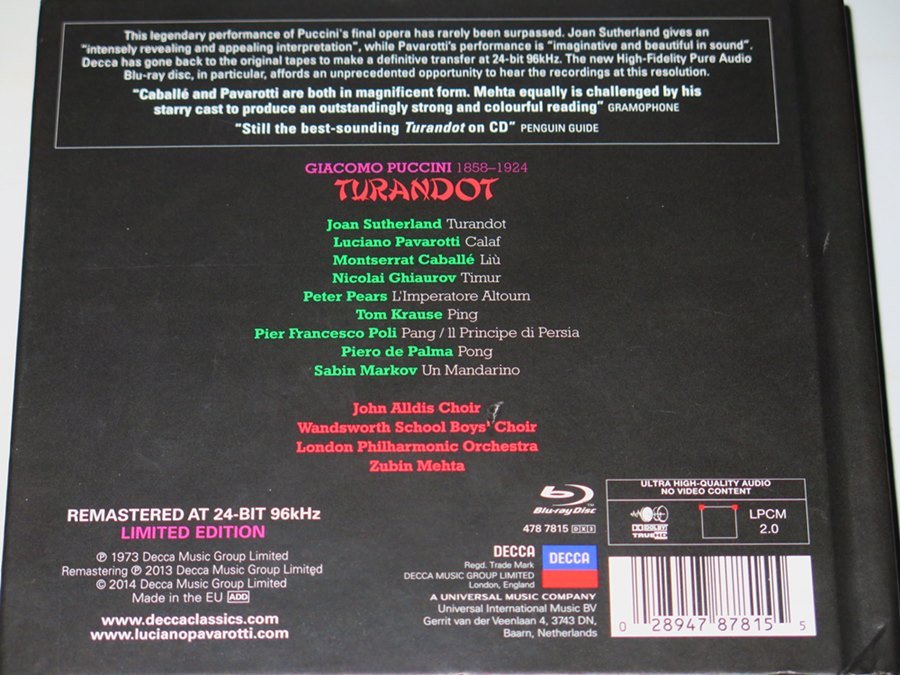 This legendary performance of Puccini's final opera has rarely been surpassed. Joan Sutherland gives an
"intensely revealing and appealing interpretation", while Pavarotti's performance is "imaginative and beautiful in sound".
Decca has gone back to the original tapes to make a definitive transfer at 24-bit 96kHz. The new High-Fidelity Pure Audio
Blu-ray disc, in particular, affords an unprecedented opportunity to hear the recordings at this resolution.
"Caballé and Pavarotti are both in magnificent form. Mehta equally is challenged by his
starry cast to produce an outstandingly strong and colourful reading" GRAMOPHONE
"Still the best-sounding Turandot on CD" PENGUIN GUIDE
GIACOMO PUCCINI 1858–1924
TURANDOT
Joan Sutherland Turandot
Luciano Pavarotti Calaf
Montserrat Caballé Liù
Nicolai Ghiaurov Timur
Peter Pears L'Imperatore Altoum
Tom Krause Ping
Pier Francesco Poli Pang / Il Principe di Persia
Piero de Palma Pong
Sabin Markov Un Mandarino
John Alldis Choir
Wandsworth School Boys' Choir
London Philharmonic Orchestra
Zubin Mehta
REMASTERED AT 24-BIT 96kHz
LIMITED EDITION
℗ 1973 Decca Music Group Limited
Remastering ℗ 2013 Decca Music Group Limited
© 2014 Decca Music Group Limited
Made in the EU ADD
www.deccaclassics.com
www.lucianopavarotti.com
Blu-ray Disc
478 7815 DX3
DECCA
Regd. Trade Mark
DECCA MUSIC GROUP LIMITED
London, England
DECCA
A UNIVERSAL MUSIC COMPANY
Universal International Music BV
Gerrit van der Veenlaan 4, 3743 DN,
Baarn, Netherlands
ULTRA HIGH-QUALITY AUDIO
NO VIDEO CONTENT
DOLBY
TRUEHD
LPCM
2.0
0 28947 87815 5